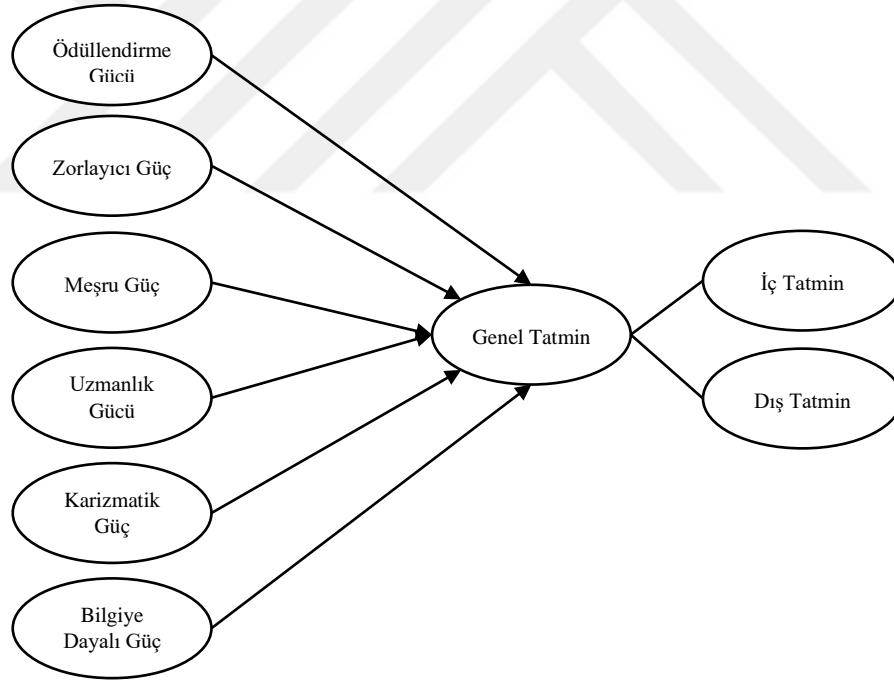 Ödüllendirme
Gücü
Zorlayıcı Güç
Meşru Güç
Uzmanlık
Gücü
Karizmatik
Güç
Bilgiye
Dayalı Güç
Genel Tatmin
İç Tatmin
Dış Tatmin